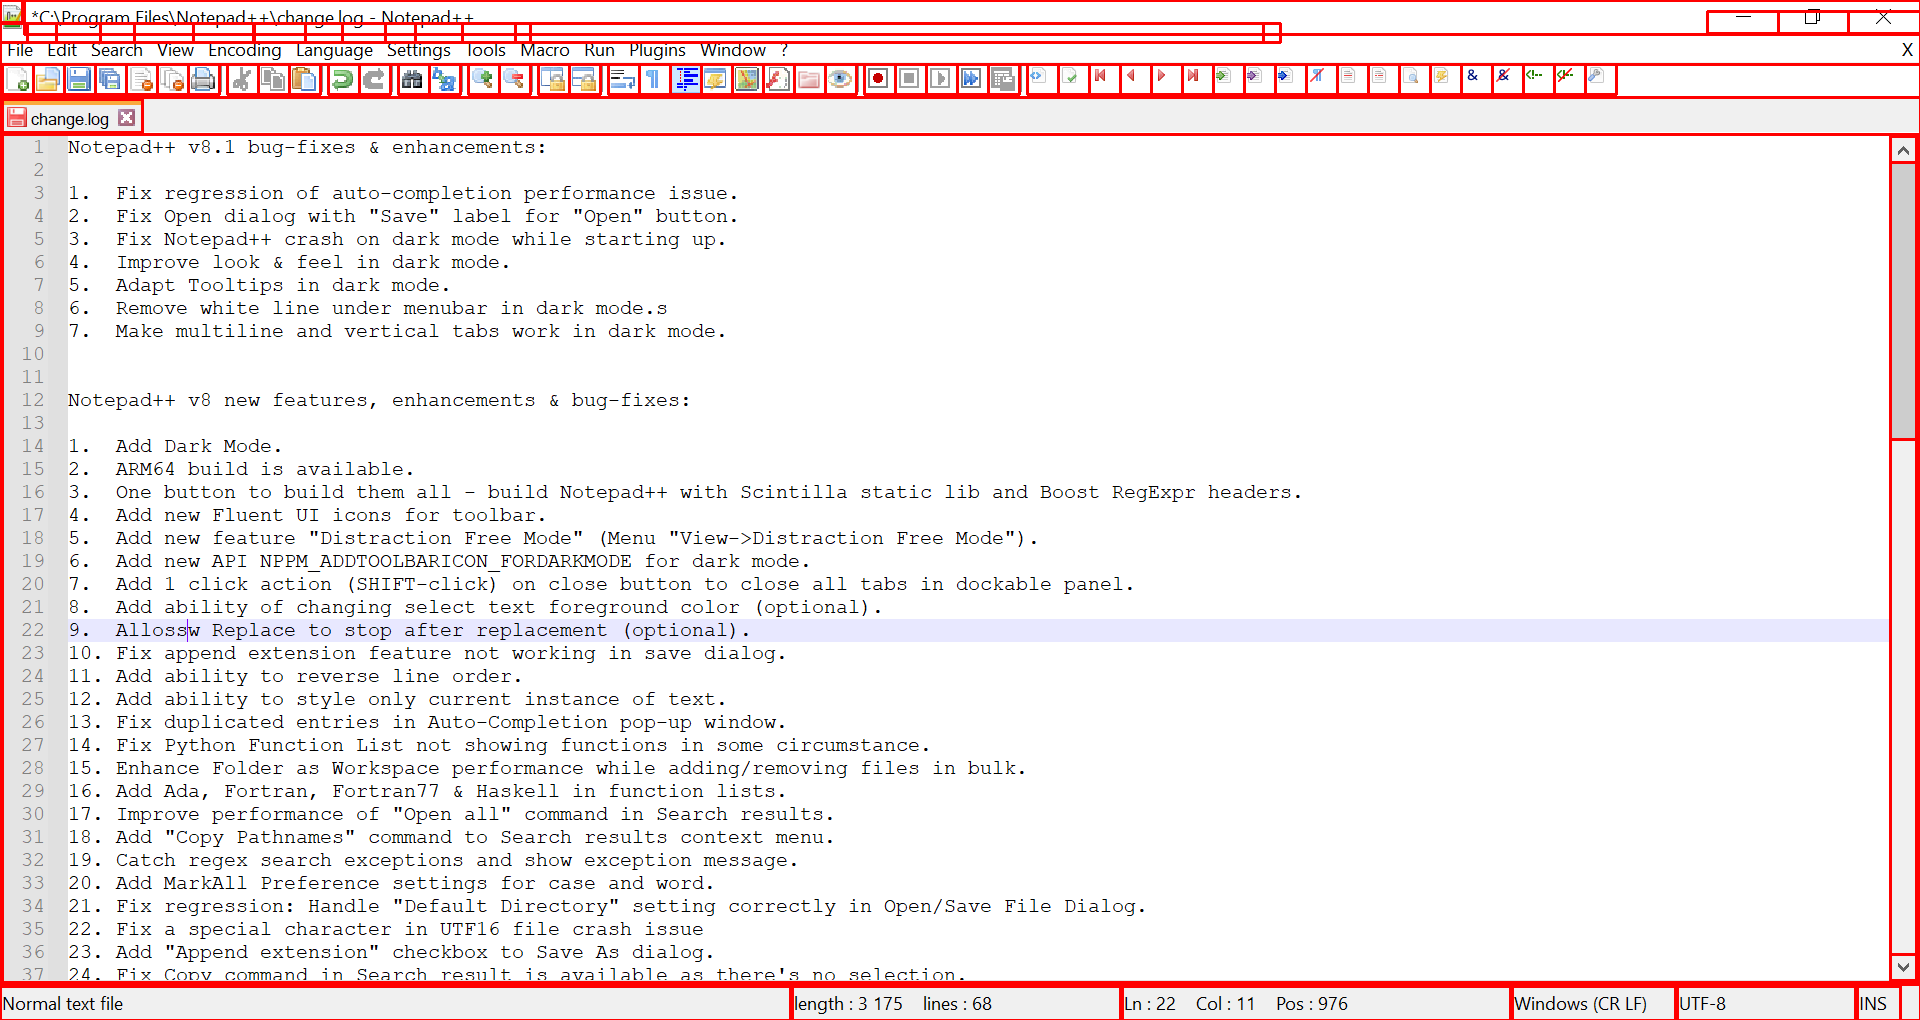 *C:\Program Files\Notepad++\change.log - Notepad++
File Edit Search View Encoding Language Settings Tools Macro Run Plugins Window ? X
change.log
1 Notepad++ v8.1 bug-fixes & enhancements:
2
3 1. Fix regression of auto-completion performance issue.
4 2. Fix Open dialog with "Save" label for "Open" button.
5 3. Fix Notepad++ crash on dark mode while starting up.
6 4. Improve look & feel in dark mode.
7 5. Adapt Tooltips in dark mode.
8 6. Remove white line under menubar in dark mode.s
9 7. Make multiline and vertical tabs work in dark mode.
10
11
12 Notepad++ v8 new features, enhancements & bug-fixes:
13
14 1. Add Dark Mode.
15 2. ARM64 build is available.
16 3. One button to build them all - build Notepad++ with Scintilla static lib and Boost RegExpr headers.
17 4. Add new Fluent UI icons for toolbar.
18 5. Add new feature "Distraction Free Mode" (Menu "View->Distraction Free Mode").
19 6. Add new API NPPM_ADDTOOLBARICON_FORDARKMODE for dark mode.
20 7. Add 1 click action (SHIFT-click) on close button to close all tabs in dockable panel.
21 8. Add ability of changing select text foreground color (optional).
22 9. Allossw Replace to stop after replacement (optional).
23 10. Fix append extension feature not working in save dialog.
24 11. Add ability to reverse line order.
25 12. Add ability to style only current instance of text.
26 13. Fix duplicated entries in Auto-Completion pop-up window.
27 14. Fix Python Function List not showing functions in some circumstance.
28 15. Enhance Folder as Workspace performance while adding/removing files in bulk.
29 16. Add Ada, Fortran, Fortran77 & Haskell in function lists.
30 17. Improve performance of "Open all" command in Search results.
31 18. Add "Copy Pathnames" command to Search results context menu.
32 19. Catch regex search exceptions and show exception message.
33 20. Add MarkAll Preference settings for case and word.
34 21. Fix regression: Handle "Default Directory" setting correctly in Open/Save File Dialog.
35 22. Fix a special character in UTF16 file crash issue
36 23. Add "Append extension" checkbox to Save As dialog.
37 24. Fix Copy command in Search result is available as there's no selection.
Normal text file length : 3 175 lines : 68 Ln : 22 Col : 11 Pos : 976 Windows (CR LF) UTF-8 INS